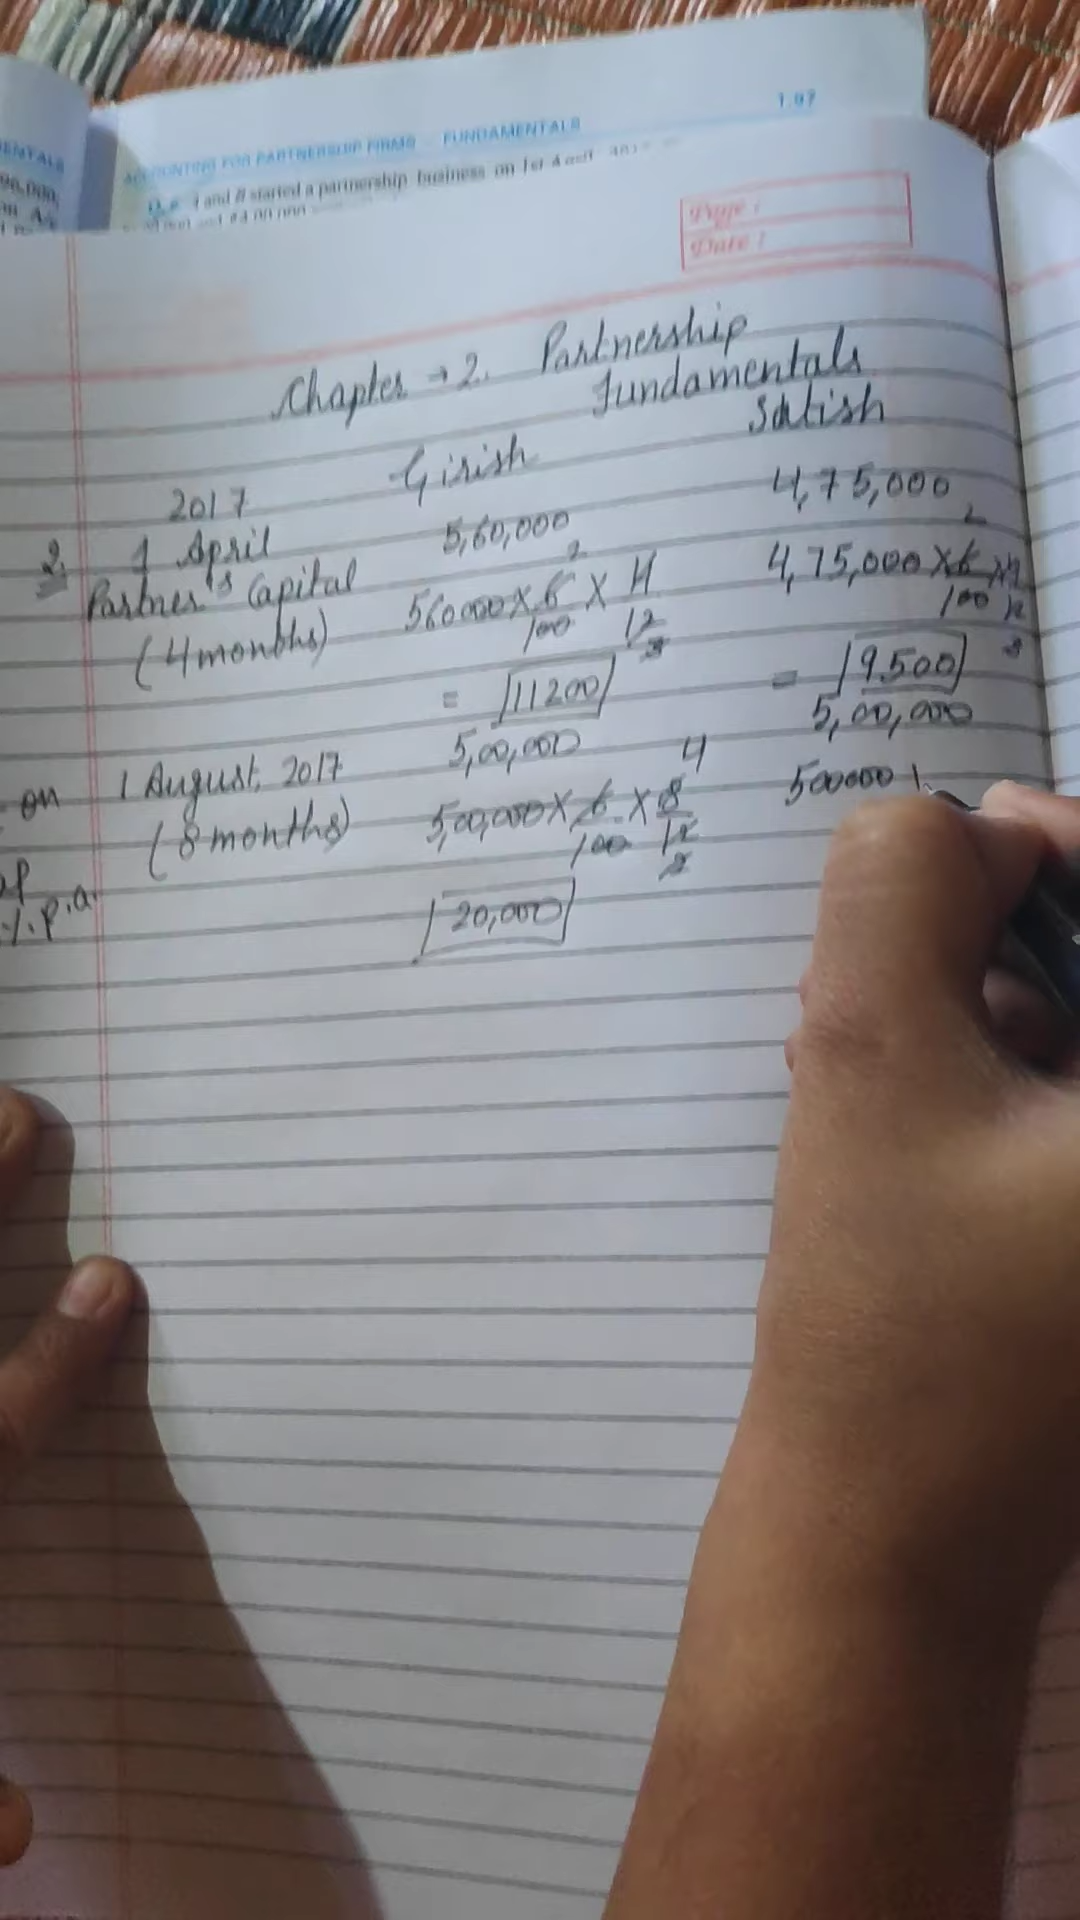 1.97
ENTALS
ACCOUNTING FOR PARTNERSHIP FIRMS FUNDAMENTALS
A and B started a partnership business on 1st April
Page :
Date :
Chapter → 2. Partnership
Fundamentals
Girish Satish
2017
2. 1 April 5,60,000 4,75,000
Partner's Capital 560000 × 6/100 × 4/12 4,75,000 × 6/100 × 4/12
(4 months) = 11200 = 9.500
on 1 August, 2017 5,00,000 5,00,000
(8 months) 5,00,000 × 6/100 × 8/12 500000
p.a. 20,000